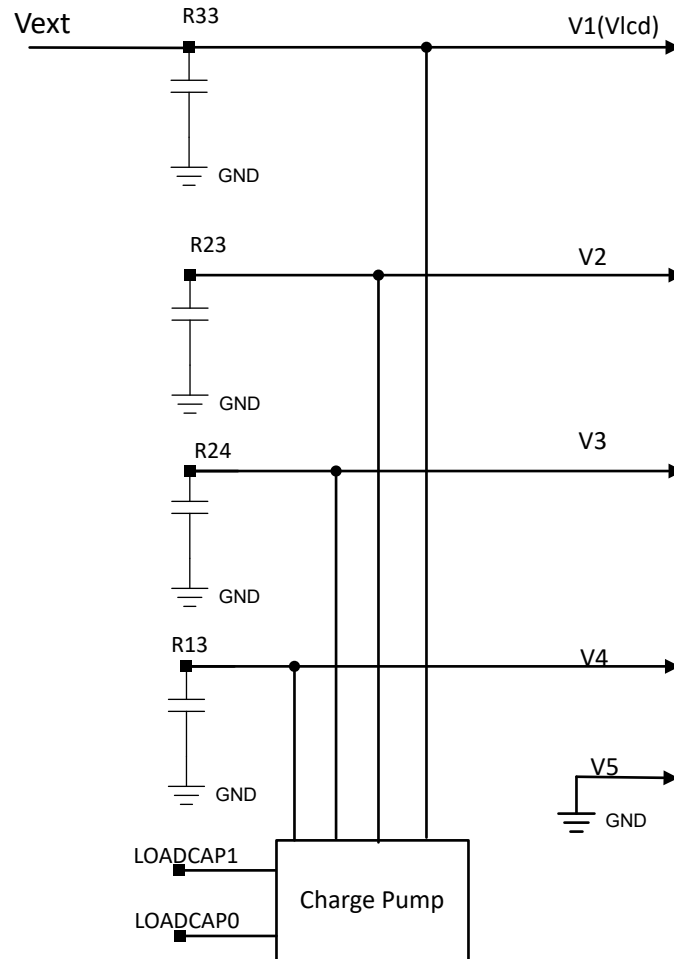 Vext
R33
V1(Vlcd)
GND
R23
V2
GND
R24
V3
GND
R13
V4
V5
GND
GND
LOADCAP1
Charge Pump
LOADCAP0